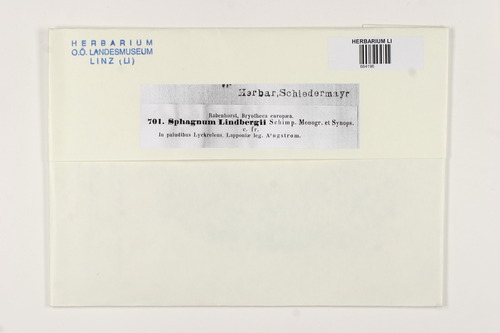 HERBARIUM
O.Ö. LANDESMUSEUM
LINZ (LI)
HERBARIUM LI
Herbar, Schiedermayr
Rabenhorst, Bryotheca europaea.
701. Sphagnum Lindbergii Schimp. Monogr. et Synops.
c. fr.
In paludibus Lyckselens. Lapponiae leg. Angstrom.